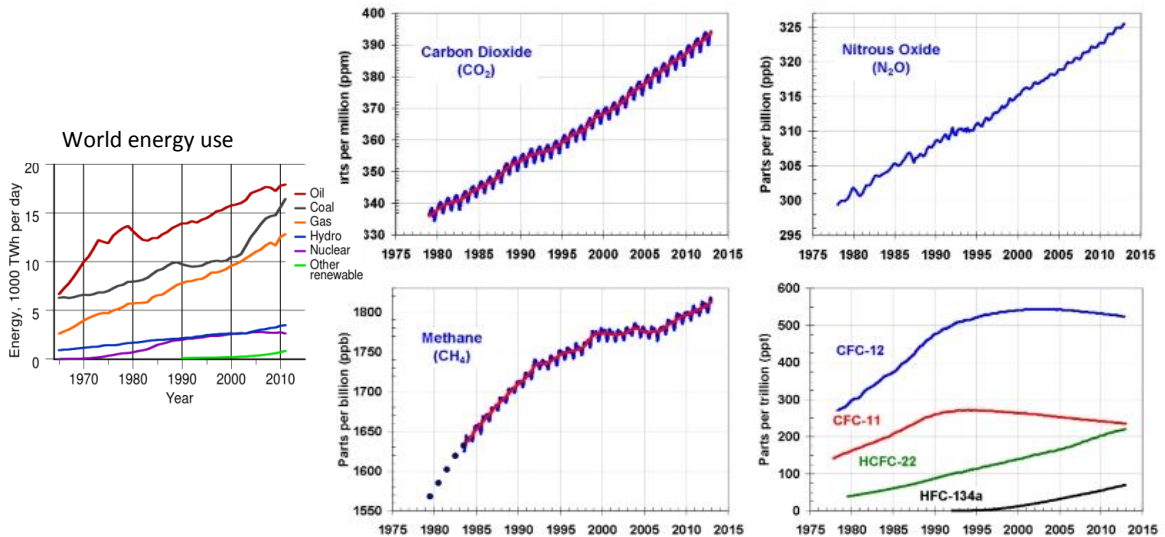 World energy use
20
15
10
5
0
Energy, 1000 TWh per day
1970 1980 1990 2000 2010
Year
Oil
Coal
Gas
Hydro
Nuclear
Other
renewable
400
390
380
370
360
350
340
330
rts per million (ppm)
Carbon Dioxide
(CO₂)
1975 1980 1985 1990 1995 2000 2005 2010 2015
325
320
315
310
305
300
295
Parts per billion (ppb)
Nitrous Oxide
(N₂O)
1975 1980 1985 1990 1995 2000 2005 2010 2015
1800
1750
1700
1650
1600
1550
Parts per billion (ppb)
Methane
(CH₄)
1975 1980 1985 1990 1995 2000 2005 2010 2015
600
500
400
300
200
100
0
Parts per trillion (ppt)
CFC-12
CFC-11
HCFC-22
HFC-134a
1975 1980 1985 1990 1995 2000 2005 2010 2015